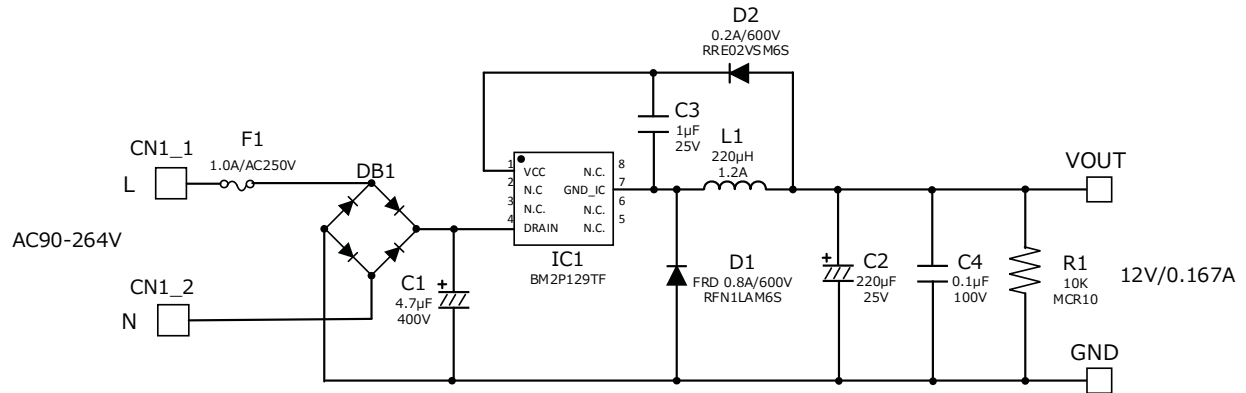 D2
0.2A/600V
RRE02VSM6S
C3
1µF
25V
L1
220µH
1.2A
CN1_1
L
F1
1.0A/AC250V
DB1
1
VCC
N.C.
8
2
N.C
GND_IC
7
3
N.C.
N.C.
6
4
DRAIN
N.C.
5
IC1
BM2P129TF
VOUT
AC90-264V
CN1_2
N
C1
4.7µF
400V
+
D1
FRD 0.8A/600V
RFN1LAM6S
+
C2
220µF
25V
C4
0.1µF
100V
R1
10K
MCR10
12V/0.167A
GND